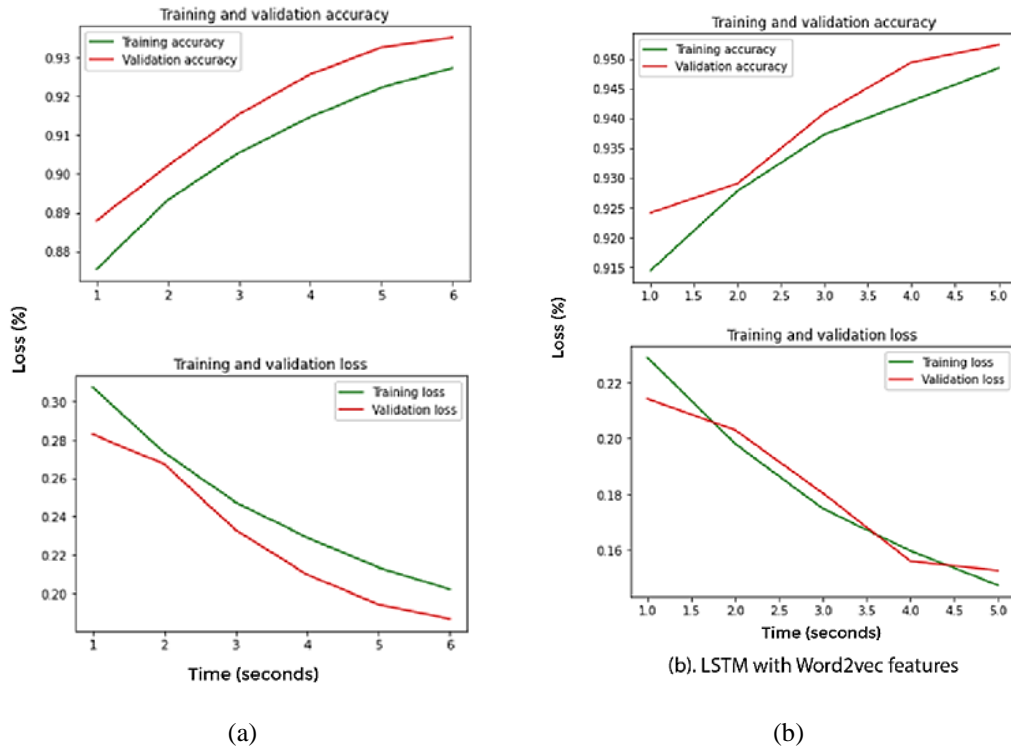 Training and validation accuracy
Training accuracy
Validation accuracy
0.93
0.92
0.91
0.90
0.89
0.88
1 2 3 4 5 6
Loss (%)
Training and validation loss
Training loss
Validation loss
0.30
0.28
0.26
0.24
0.22
0.20
1 2 3 4 5 6
Time (seconds)
(a)
Training and validation accuracy
Training accuracy
Validation accuracy
0.950
0.945
0.940
0.935
0.930
0.925
0.920
0.915
1.0 1.5 2.0 2.5 3.0 3.5 4.0 4.5 5.0
Loss (%)
Training and validation loss
Training loss
Validation loss
0.22
0.20
0.18
0.16
1.0 1.5 2.0 2.5 3.0 3.5 4.0 4.5 5.0
Time (seconds)
(b). LSTM with Word2vec features
(b)